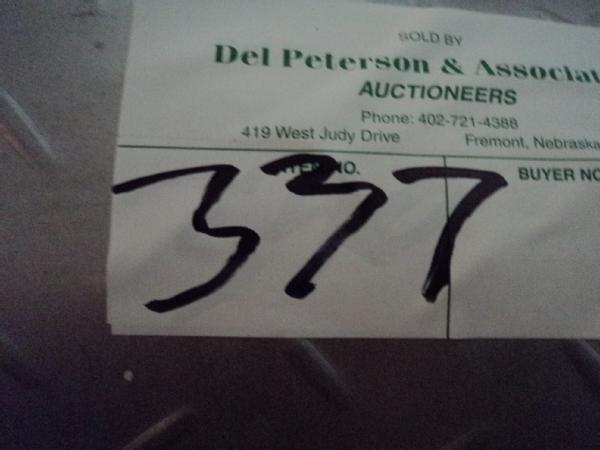 SOLD BY
Del Peterson & Associat
AUCTIONEERS
Phone: 402-721-4388
419 West Judy Drive Fremont, Nebraska
NO. BUYER NO
337